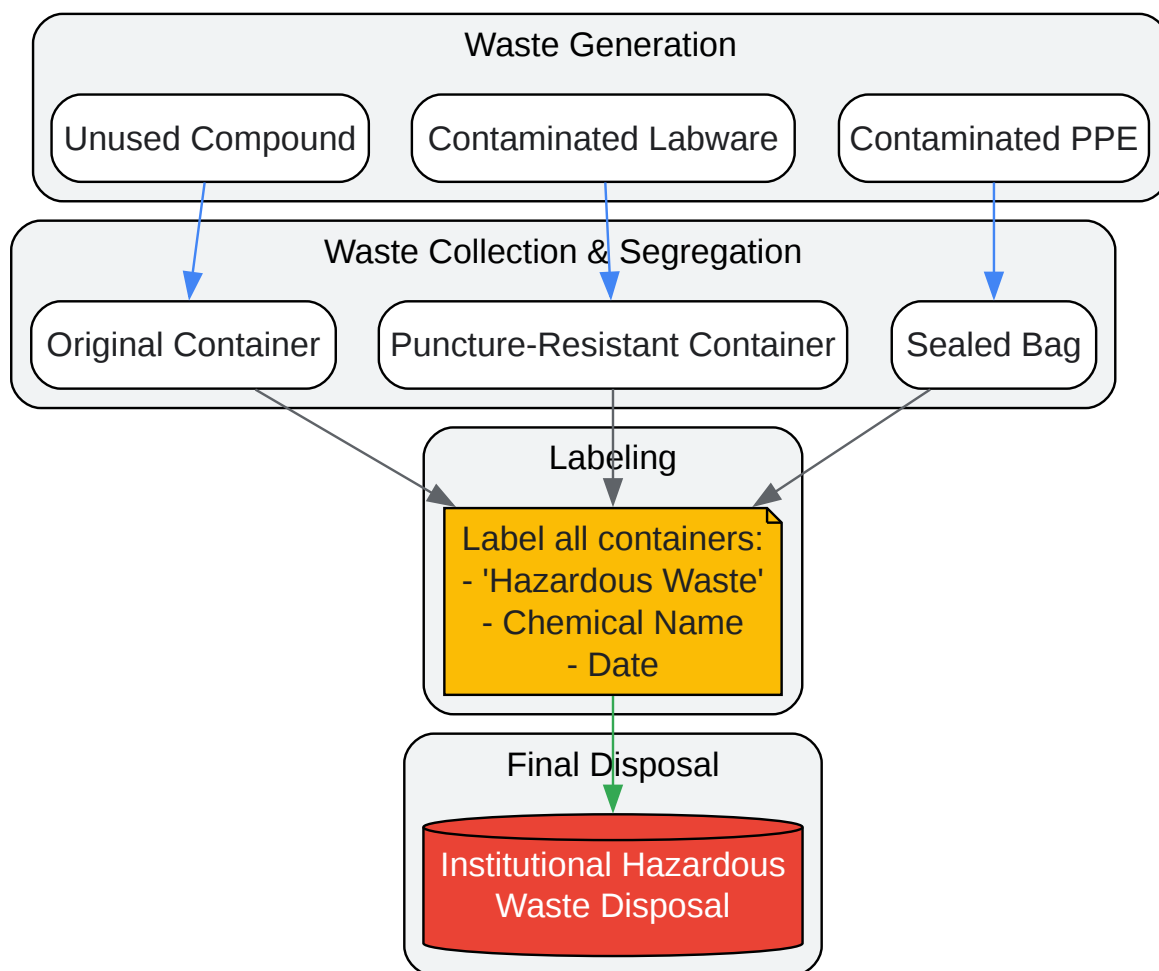 Waste Generation
Unused Compound
Contaminated Labware
Contaminated PPE
Waste Collection & Segregation
Original Container
Puncture-Resistant Container
Sealed Bag
Labeling
Label all containers:
- 'Hazardous Waste'
- Chemical Name
- Date
Final Disposal
Institutional Hazardous
Waste Disposal